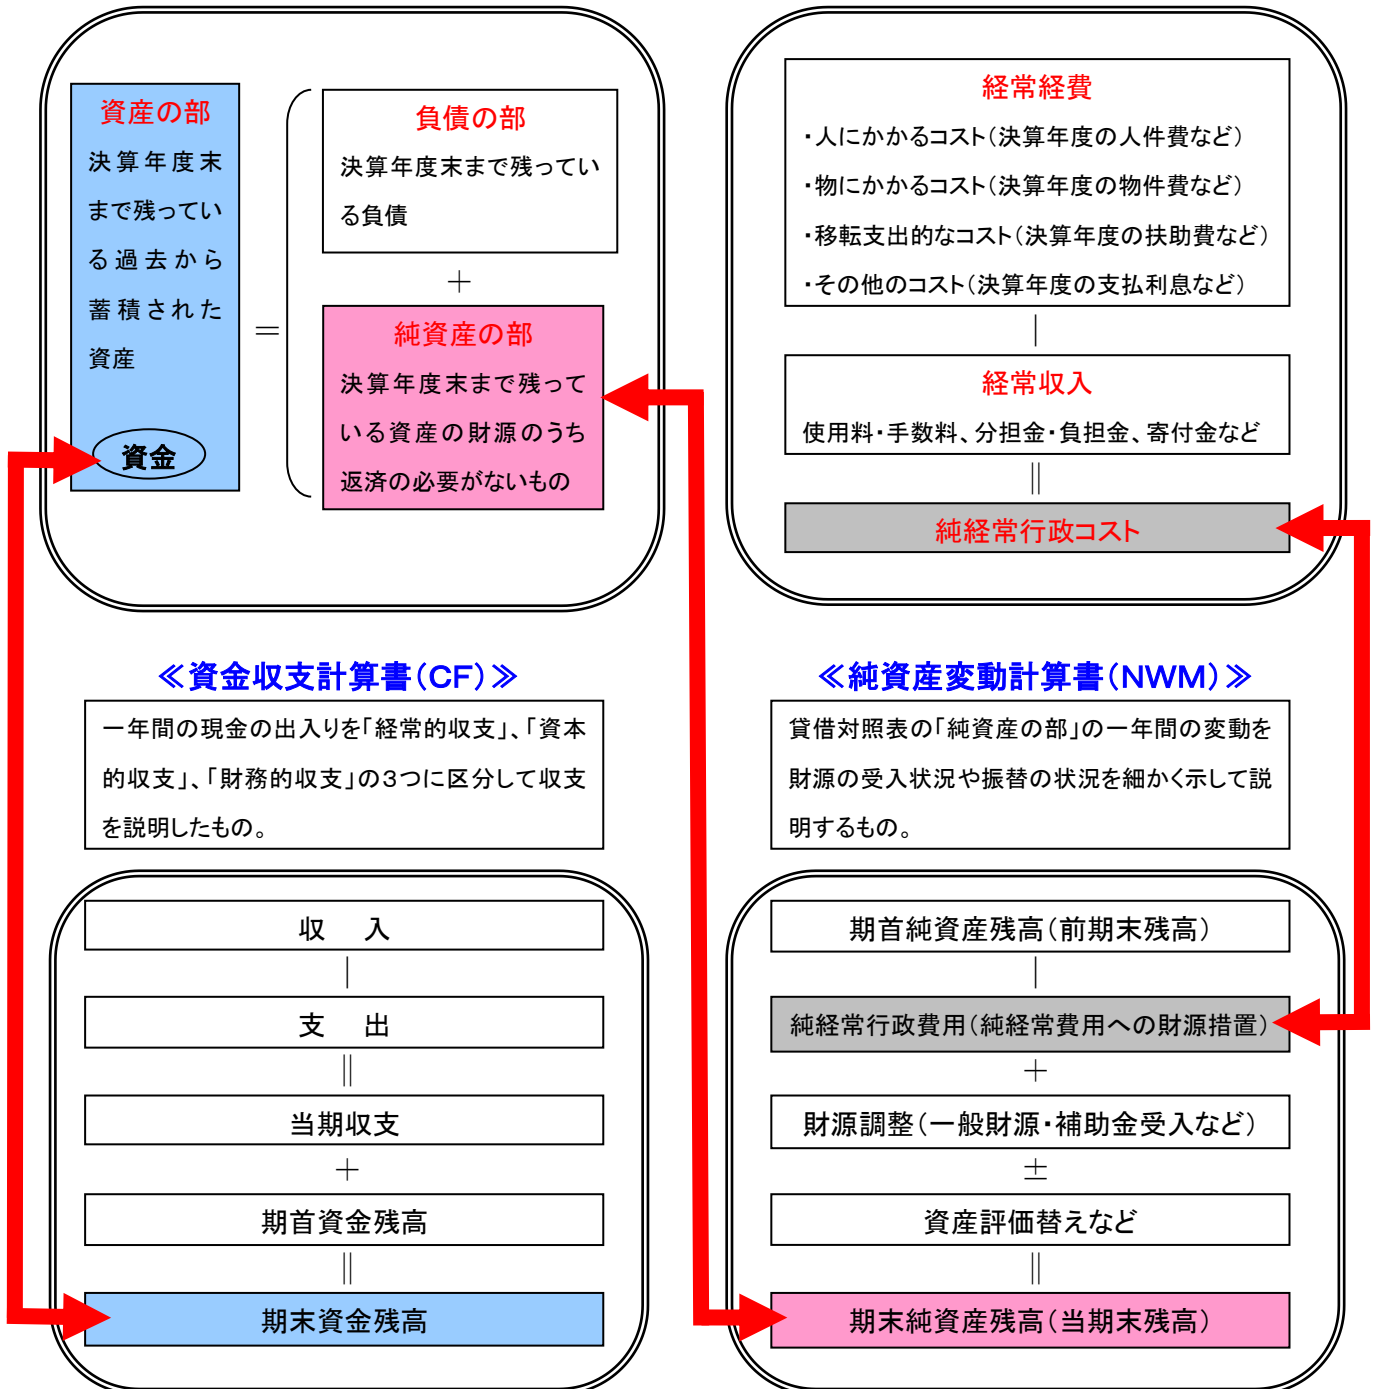 資産の部
決算年度末
まで残ってい
る過去から
蓄積された
資産
資金
＝
負債の部
決算年度末まで残ってい
る負債
＋
純資産の部
決算年度末まで残って
いる資産の財源のうち
返済の必要がないもの
経常経費
・人にかかるコスト（決算年度の人件費など）
・物にかかるコスト（決算年度の物件費など）
・移転支出的なコスト（決算年度の扶助費など）
・その他のコスト（決算年度の支払利息など）
｜
経常収入
使用料・手数料、分担金・負担金、寄付金など
||
純経常行政コスト
≪資金収支計算書（ＣＦ）≫
一年間の現金の出入りを「経常的収支」、「資本
的収支」、「財務的収支」の３つに区分して収支
を説明したもの。
収　入
｜
支　出
||
当期収支
＋
期首資金残高
||
期末資金残高
≪純資産変動計算書（ＮＷＭ）≫
貸借対照表の「純資産の部」の一年間の変動を
財源の受入状況や振替の状況を細かく示して説
明するもの。
期首純資産残高（前期末残高）
｜
純経常行政費用（純経常費用への財源措置）
＋
財源調整（一般財源・補助金受入など）
±
資産評価替えなど
||
期末純資産残高（当期末残高）